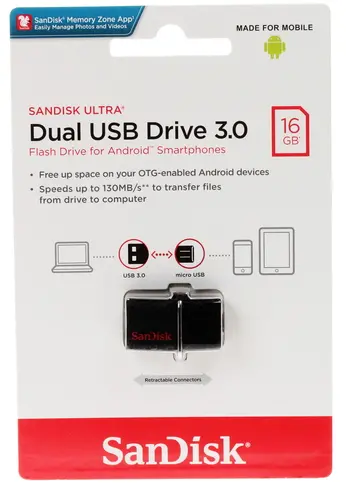 SanDisk® Memory Zone App¹
Easily Manage Photos and Videos
MADE FOR MOBILE
SANDISK ULTRA®
Dual USB Drive 3.0
Flash Drive for Android™ Smartphones
16
GB*
• Free up space on your OTG-enabled Android devices
• Speeds up to 130MB/s** to transfer files
from drive to computer
USB 3.0
micro USB
SanDisk
Retractable Connectors
SanDisk®